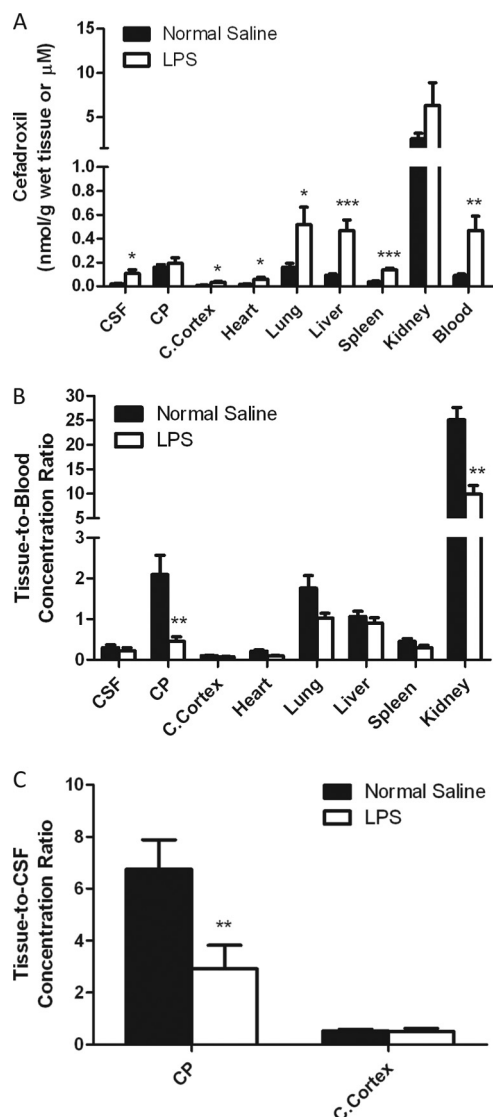 A
Normal Saline
LPS
Cefadroxil
(nmol/g wet tissue or µM)
15
10
5
1.0
0.8
0.6
0.4
0.2
0.0
*
*
*
*
***
***
**
CSF
CP
C.Cortex
Heart
Lung
Liver
Spleen
Kidney
Blood
B
Normal Saline
LPS
Tissue-to-Blood
Concentration Ratio
30
25
20
15
10
5
3
2
1
0
**
**
CSF
CP
C.Cortex
Heart
Lung
Liver
Spleen
Kidney
C
Normal Saline
LPS
Tissue-to-CSF
Concentration Ratio
10
8
6
4
2
0
**
CP
C.Cortex